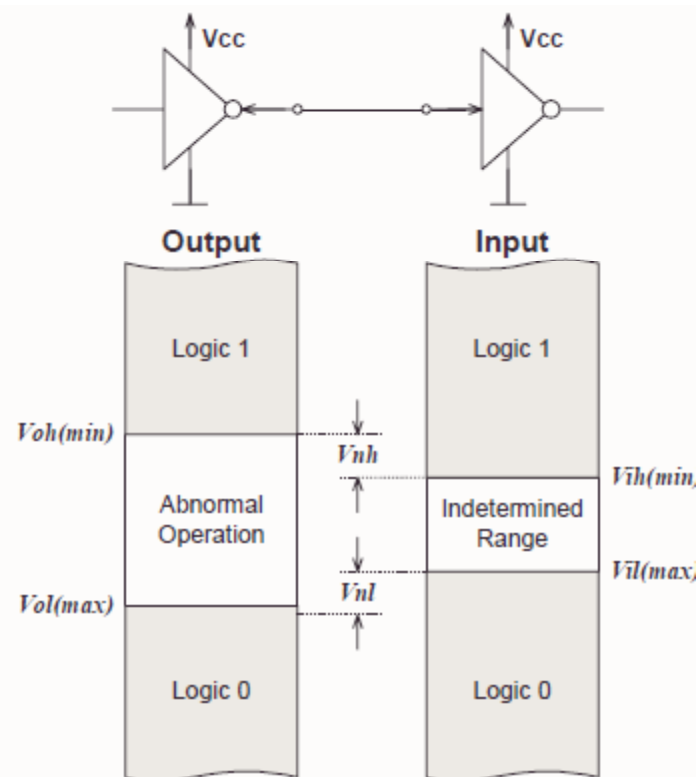 Vcc
Vcc
Output
Input
Logic 1
Logic 1
Voh(min)
Vnh
Vih(min)
Abnormal
Operation
Indetermined
Range
Vol(max)
Vnl
Vil(max)
Logic 0
Logic 0